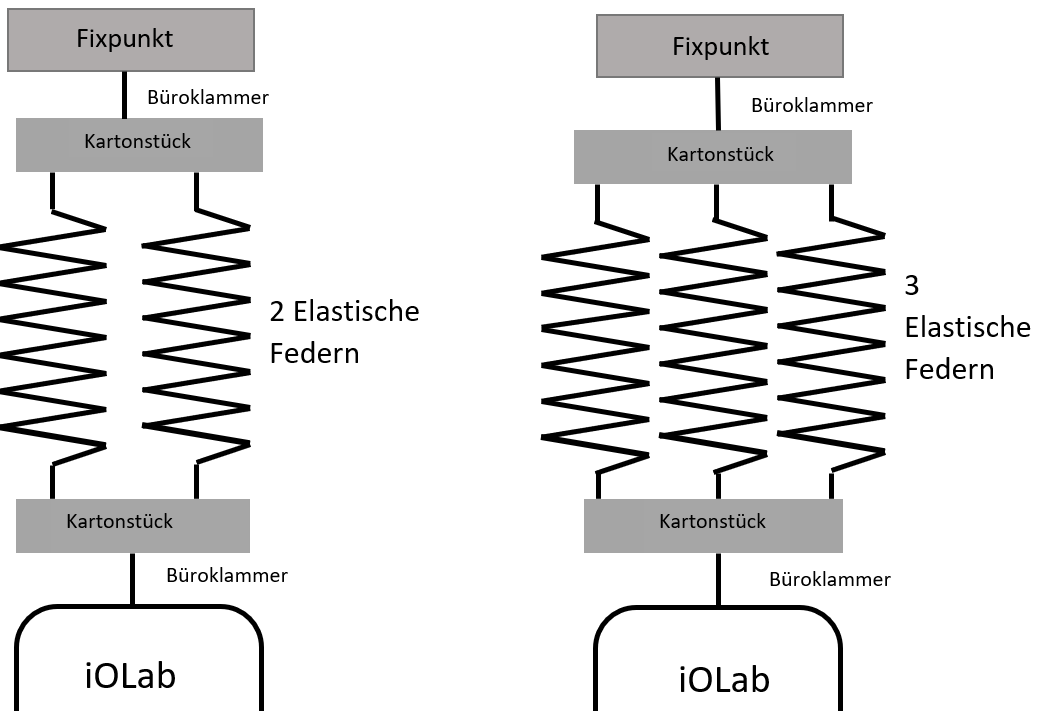 Fixpunkt
Büroklammer
Kartonstück
2 Elastische
Federn
Kartonstück
Büroklammer
iOLab
Fixpunkt
Büroklammer
Kartonstück
3
Elastische
Federn
Kartonstück
Büroklammer
iOLab